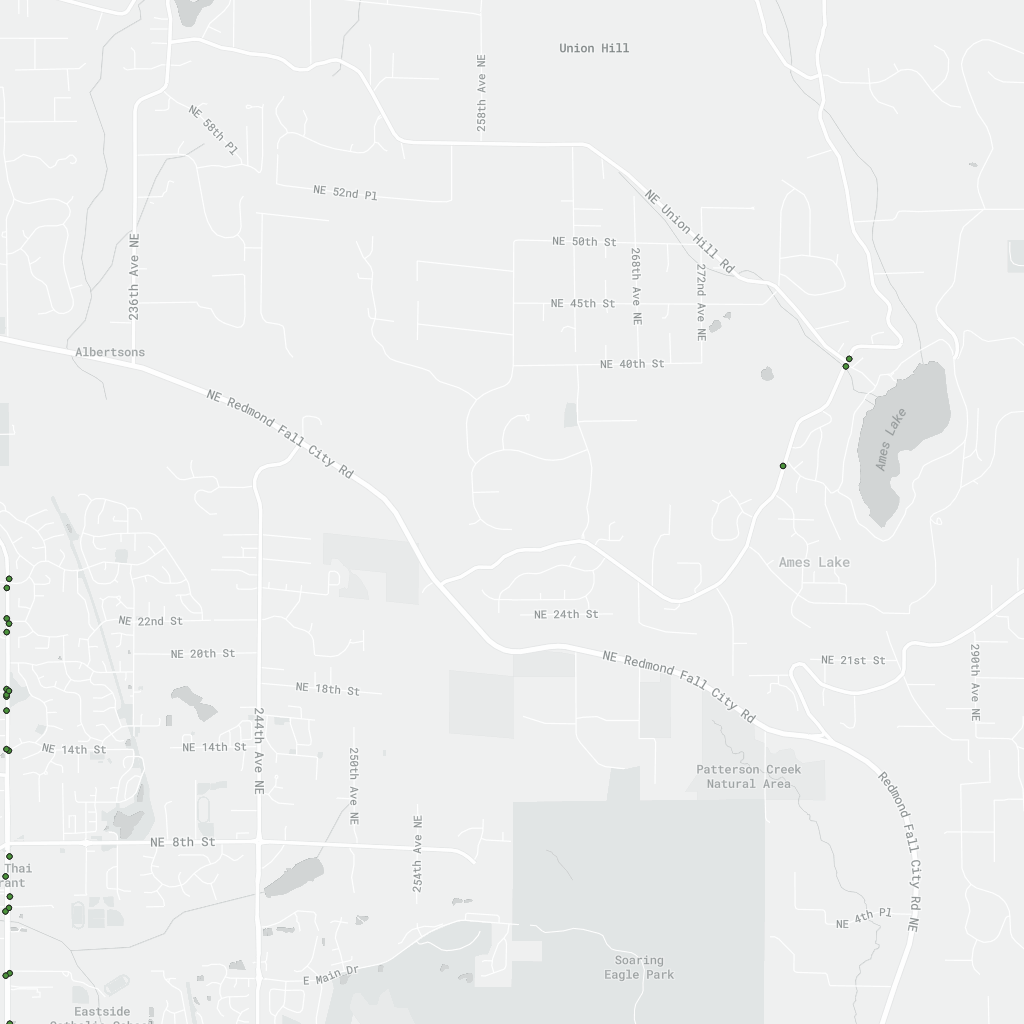 Union Hill
258th Ave NE
NE 58th Pl
NE 52nd Pl
NE Union Hill Rd
236th Ave NE
NE 50th St
268th Ave NE
272nd Ave NE
NE 45th St
Albertsons
NE 40th St
NE Redmond Fall City Rd
Ames Lake
Ames Lake
NE 24th St
NE 22nd St
NE 20th St
NE Redmond Fall City Rd
NE 21st St
290th Ave NE
NE 18th St
244th Ave NE
NE 14th St
NE 14th St
250th Ave NE
Patterson Creek
Natural Area
Redmond Fall City Rd NE
NE 8th St
254th Ave NE
Thai
rant
NE 4th Pl
E Main Dr
Soaring
Eagle Park
Eastside
Catholic School